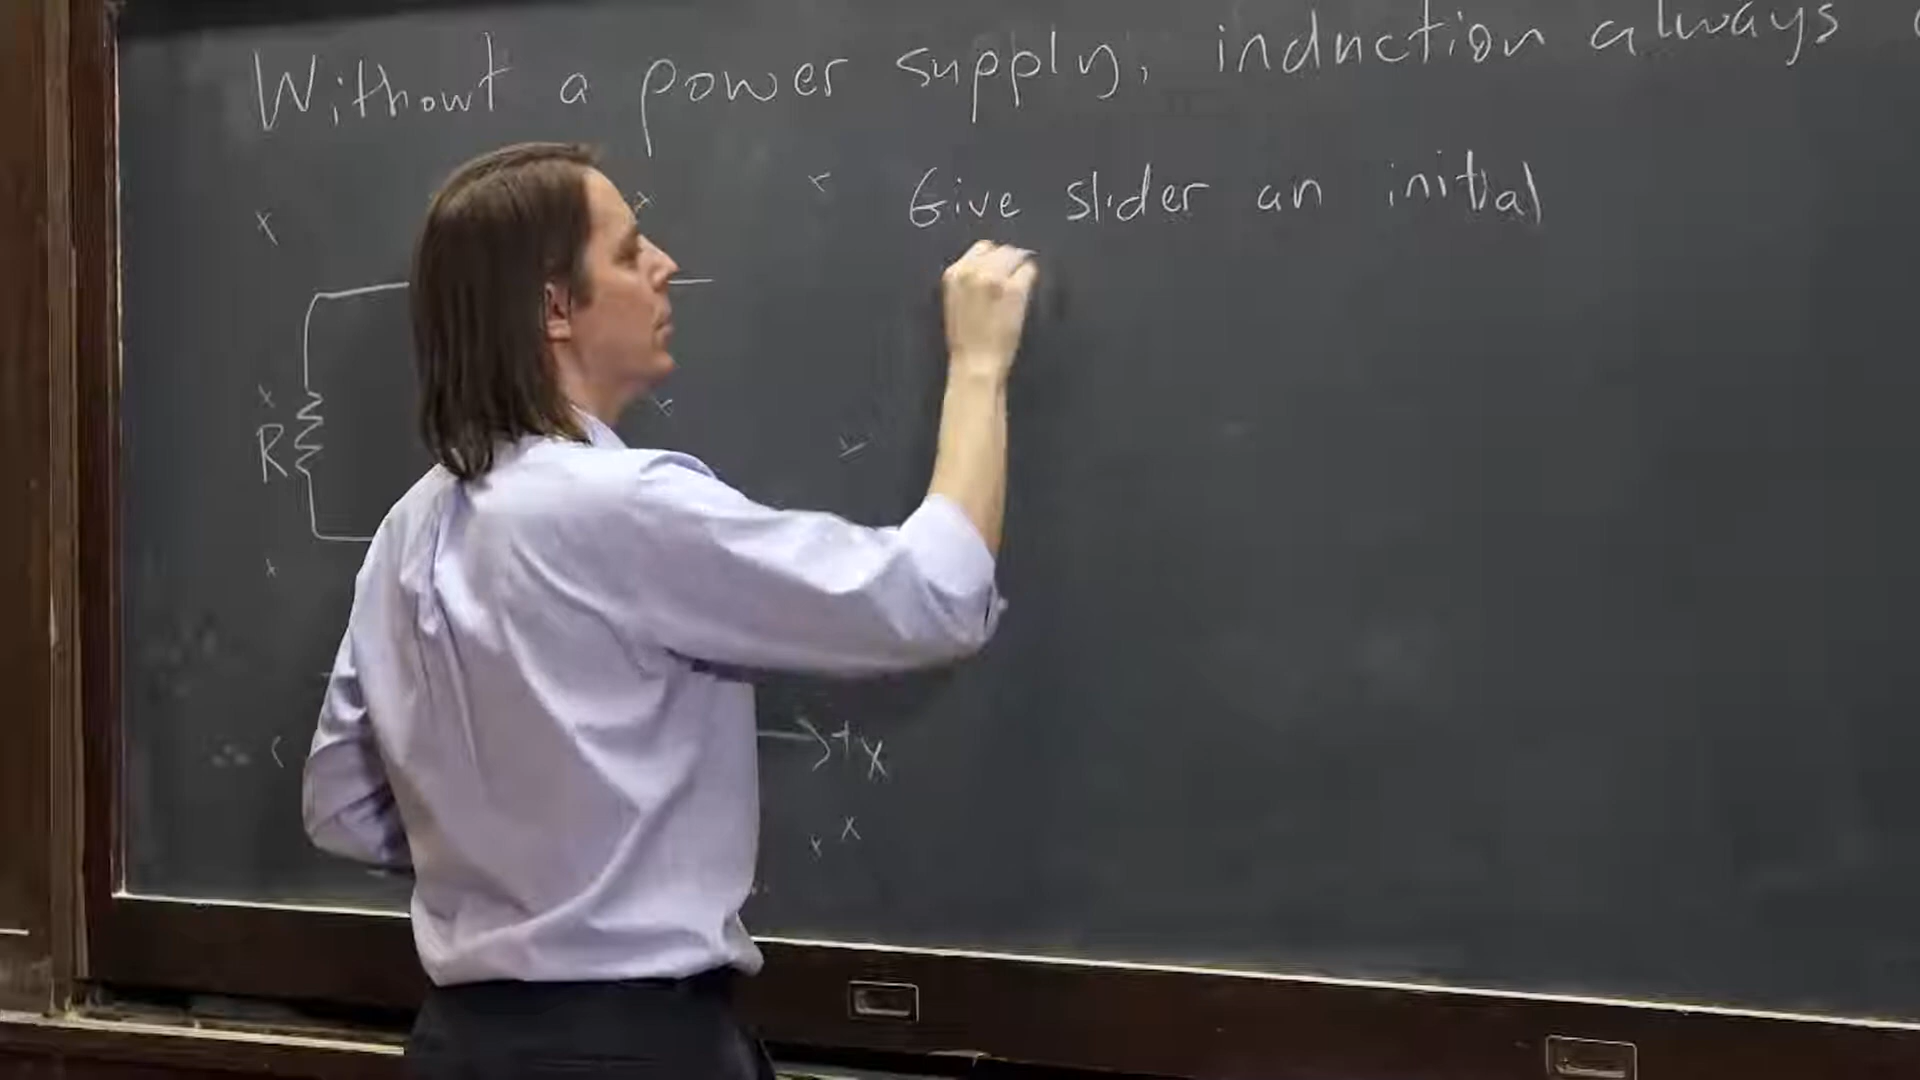 Without a power supply, induction always
Give slider an initial
R
+x